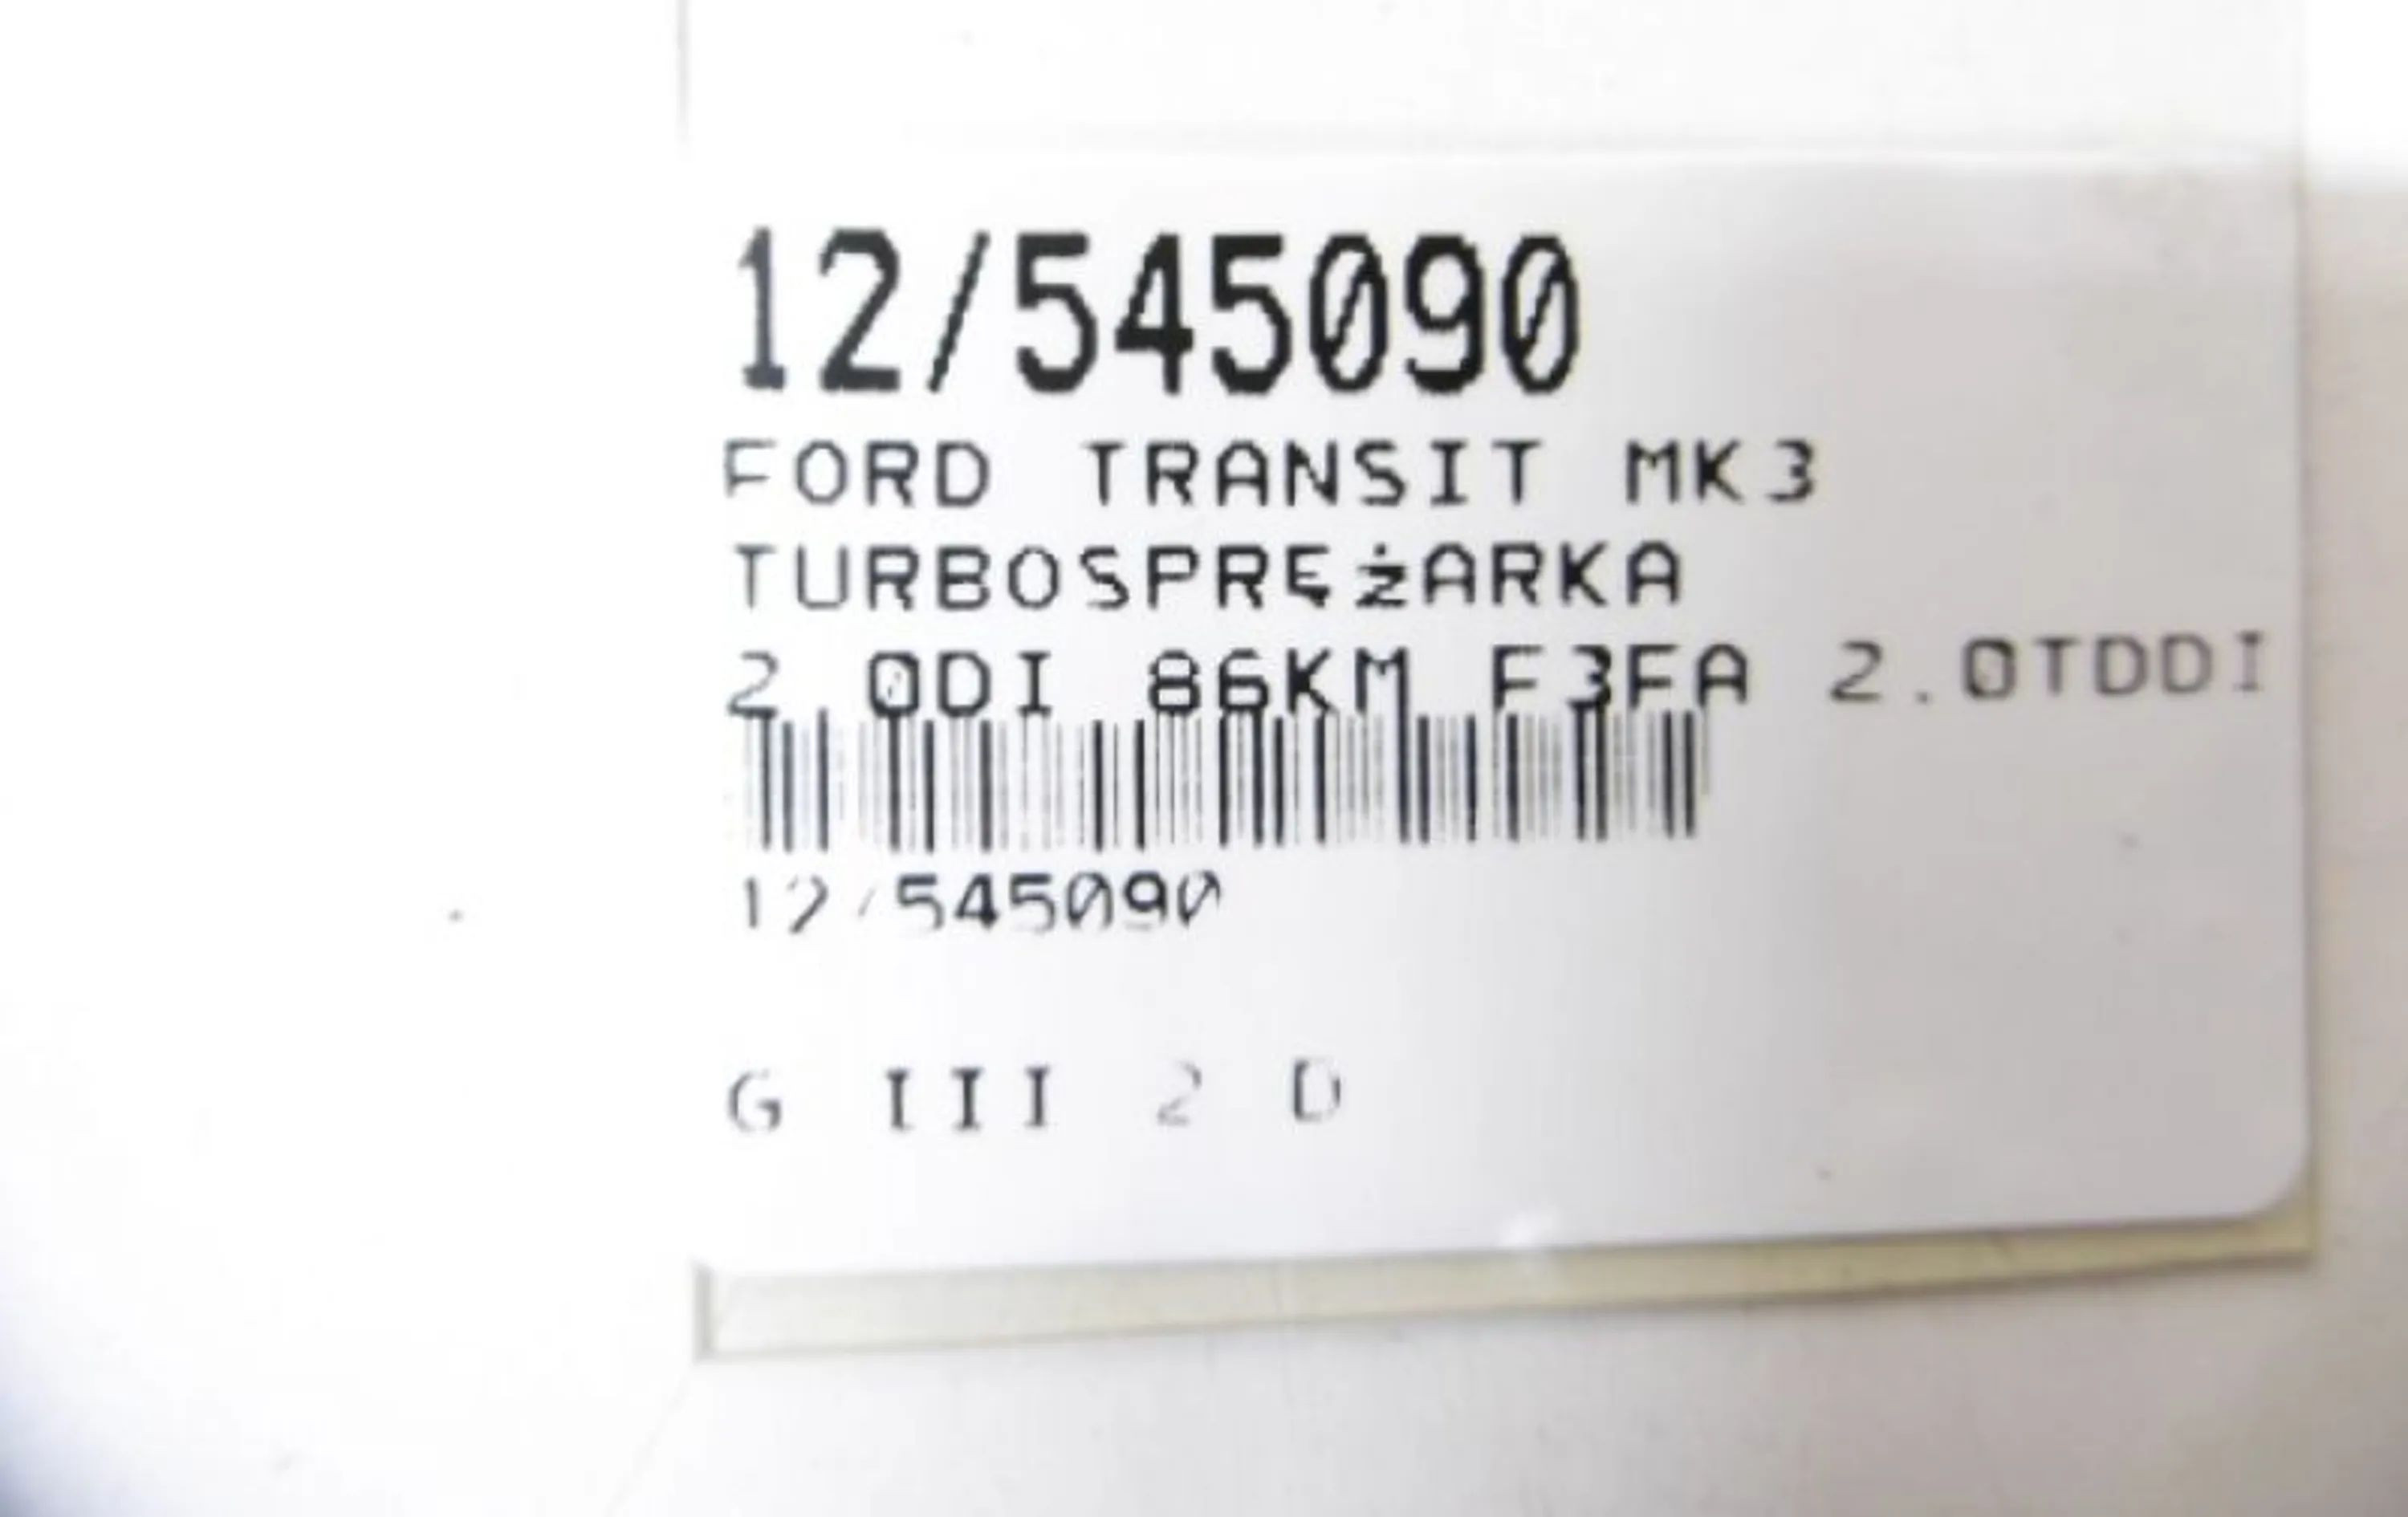 12/545090
FORD TRANSIT MK3
TURBOSPRĘżARKA
2.0DI 86KM F3FA 2.0TDDI
12/545090
G III 2 D